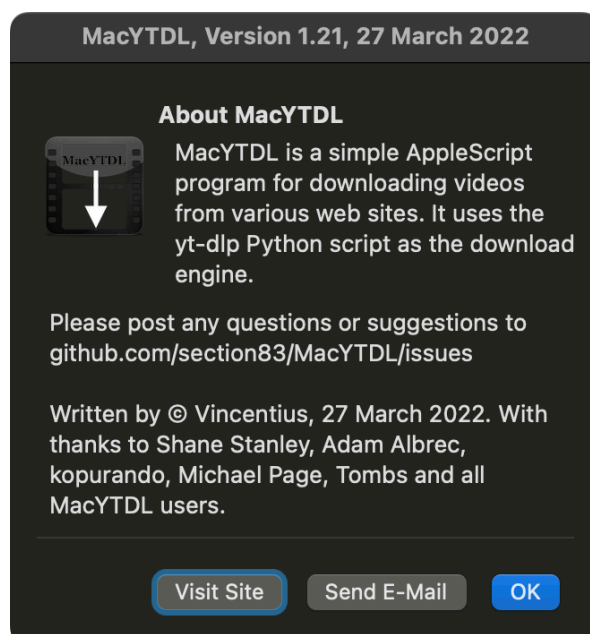 MacYTDL, Version 1.21, 27 March 2022
About MacYTDL
MacYTDL
MacYTDL is a simple AppleScript
program for downloading videos
from various web sites. It uses the
yt-dlp Python script as the download
engine.
Please post any questions or suggestions to
github.com/section83/MacYTDL/issues
Written by © Vincentius, 27 March 2022. With
thanks to Shane Stanley, Adam Albrec,
kopurando, Michael Page, Tombs and all
MacYTDL users.
Visit Site
Send E-Mail
OK